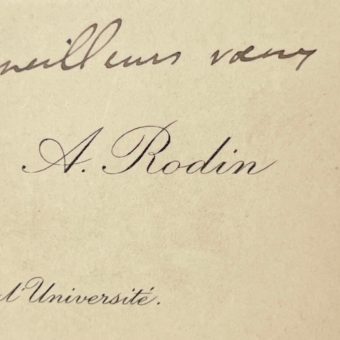 meilleurs vœux
A. Rodin
l'Université.